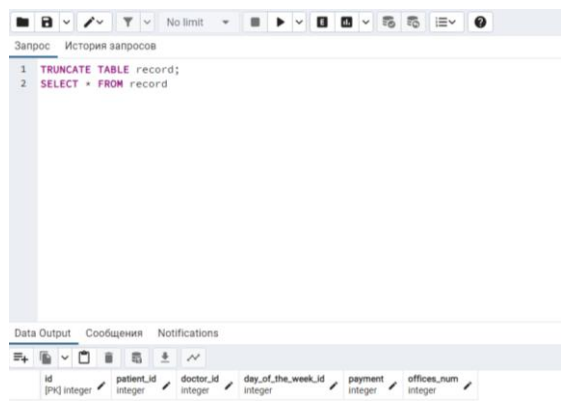 No limit
Запрос История запросов
1 TRUNCATE TABLE record;
2 SELECT * FROM record
Data Output Сообщения Notifications
id patient_id doctor_id day_of_the_week_id payment offices_num
[PK] integer integer integer integer integer integer